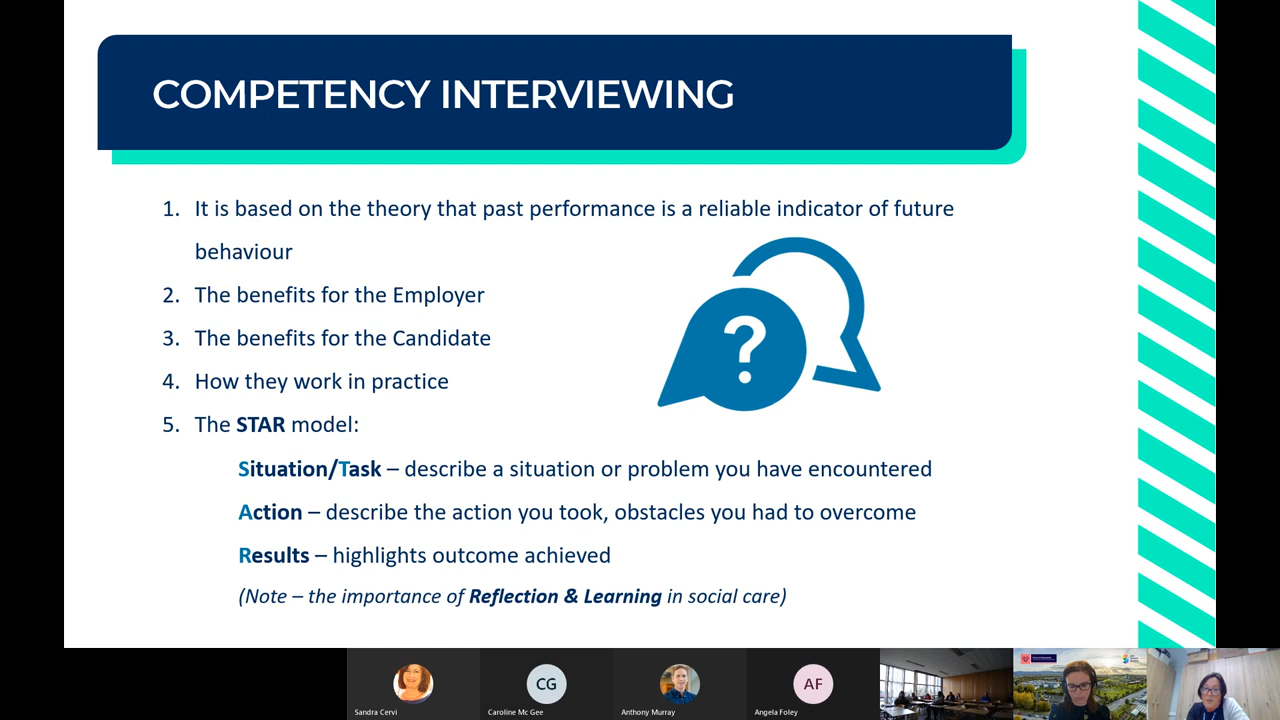 COMPETENCY INTERVIEWING
1. It is based on the theory that past performance is a reliable indicator of future
behaviour
2. The benefits for the Employer
3. The benefits for the Candidate
4. How they work in practice
5. The STAR model:
Situation/Task – describe a situation or problem you have encountered
Action – describe the action you took, obstacles you had to overcome
Results – highlights outcome achieved
(Note – the importance of Reflection & Learning in social care)
?
CG
AF
Sandra Cervi
Caroline Mc Gee
Anthony Murray
Angela Foley